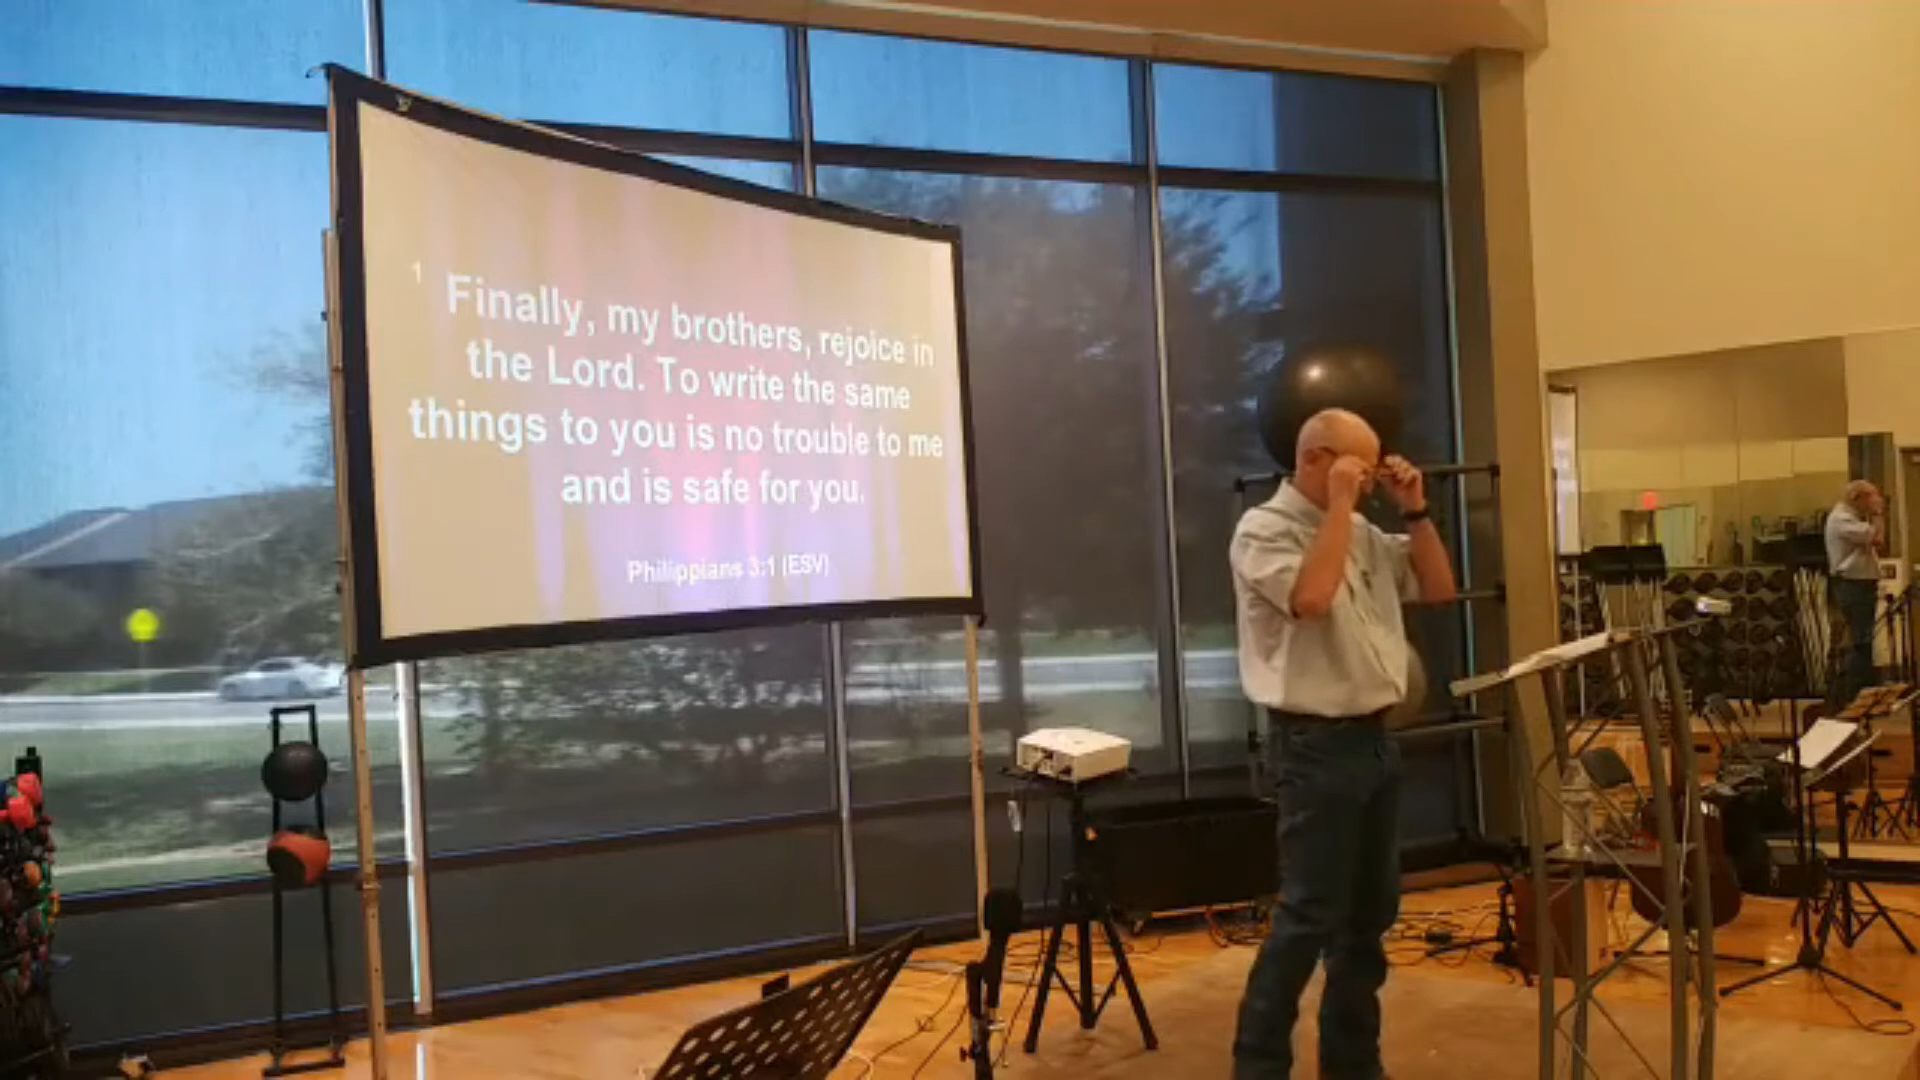 1 Finally, my brothers, rejoice in
the Lord. To write the same
things to you is no trouble to me
and is safe for you.
Philippians 3:1 (ESV)